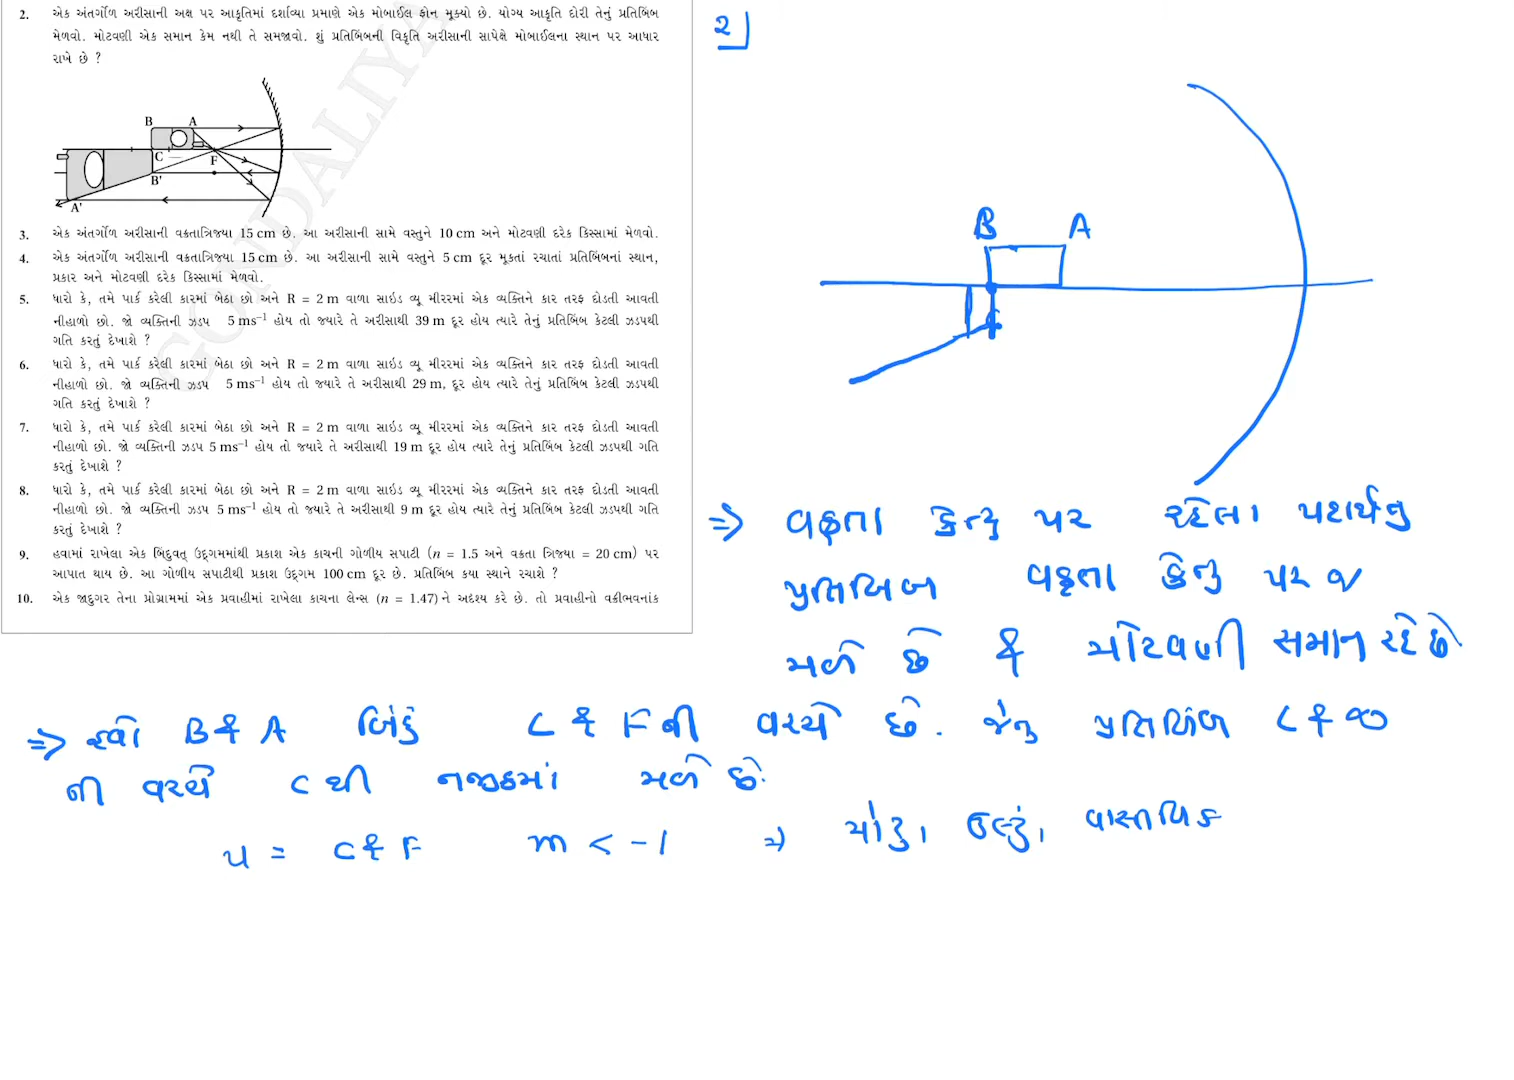 2. એક અંતર્ગોળ અરીસાની અક્ષ પર આકૃતિમાં દર્શાવ્યા પ્રમાણે એક મોબાઈલ ફોન મૂક્યો છે. યોગ્ય આકૃતિ દોરી તેનું પ્રતિબિંબ
મેળવો. મોટવણી એક સમાન કેમ નથી તે સમજાવો. શું પ્રતિબિંબની વિકૃતિ અરીસાની સાપેક્ષે મોબાઈલના સ્થાન પર આધાર
રાખે છે ?
B A
C F
B'
A'
3. એક અંતર્ગોળ અરીસાની વક્રતાત્રિજ્યા 15 cm છે. આ અરીસાની સામે વસ્તુને 10 cm અને મોટવણી દરેક કિસ્સામાં મેળવો.
4. એક અંતર્ગોળ અરીસાની વક્રતાત્રિજ્યા 15 cm છે. આ અરીસાની સામે વસ્તુને 5 cm દૂર મૂકતાં રચાતાં પ્રતિબિંબનાં સ્થાન,
પ્રકાર અને મોટવણી દરેક કિસ્સામાં મેળવો.
5. ધારો કે, તમે પાર્ક કરેલી કારમાં બેઠા છો અને R = 2 m વાળા સાઇડ વ્યૂ મીરરમાં એક વ્યક્તિને કાર તરફ દોડતી આવતી
નીહાળો છો. જો વ્યક્તિની ઝડપ 5 ms⁻¹ હોય તો જ્યારે તે અરીસાથી 39 m દૂર હોય ત્યારે તેનું પ્રતિબિંબ કેટલી ઝડપથી
ગતિ કરતું દેખાશે ?
6. ધારો કે, તમે પાર્ક કરેલી કારમાં બેઠા છો અને R = 2 m વાળા સાઇડ વ્યૂ મીરરમાં એક વ્યક્તિને કાર તરફ દોડતી આવતી
નીહાળો છો. જો વ્યક્તિની ઝડપ 5 ms⁻¹ હોય તો જ્યારે તે અરીસાથી 29 m, દૂર હોય ત્યારે તેનું પ્રતિબિંબ કેટલી ઝડપથી
ગતિ કરતું દેખાશે ?
7. ધારો કે, તમે પાર્ક કરેલી કારમાં બેઠા છો અને R = 2 m વાળા સાઇડ વ્યૂ મીરરમાં એક વ્યક્તિને કાર તરફ દોડતી આવતી
નીહાળો છો. જો વ્યક્તિની ઝડપ 5 ms⁻¹ હોય તો જ્યારે તે અરીસાથી 19 m દૂર હોય ત્યારે તેનું પ્રતિબિંબ કેટલી ઝડપથી ગતિ
કરતું દેખાશે ?
8. ધારો કે, તમે પાર્ક કરેલી કારમાં બેઠા છો અને R = 2 m વાળા સાઇડ વ્યૂ મીરરમાં એક વ્યક્તિને કાર તરફ દોડતી આવતી
નીહાળો છો. જો વ્યક્તિની ઝડપ 5 ms⁻¹ હોય તો જ્યારે તે અરીસાથી 9 m દૂર હોય ત્યારે તેનું પ્રતિબિંબ કેટલી ઝડપથી ગતિ
કરતું દેખાશે ?
9. હવામાં રાખેલા એક બિંદુવત્ ઉદ્ગમમાંથી પ્રકાશ એક કાચની ગોળીય સપાટી (n = 1.5 અને વક્રતા ત્રિજ્યા = 20 cm) પર
આપાત થાય છે. આ ગોળીય સપાટીથી પ્રકાશ ઉદ્ગમ 100 cm દૂર છે. પ્રતિબિંબ કયા સ્થાને રચાશે ?
10. એક જાદુગર તેના પ્રોગ્રામમાં એક પ્રવાહીમાં રાખેલા કાચના લેન્સ (n = 1.47) ને અદૃશ્ય કરે છે. તો પ્રવાહીનો વક્રીભવનાંક
GONDALIYA
2
B A
C
⇒ વક્રતા કેન્દ્ર પર રહેલા પદાર્થનુ
પ્રતિબિંબ વક્રતા કેન્દ્ર પર જ
મળે છે & મોટવણી સમાન રહે છે
⇒ હવે B & A બિંદુ C & F ની વચ્ચે છે. જેનુ પ્રતિબિંબ C & ∞
ની વચ્ચે C થી નજીકમાં મળે છે.
u = C & F m < -1 ⇒ મોટું, ઉલ્ટું, વાસ્તવિક